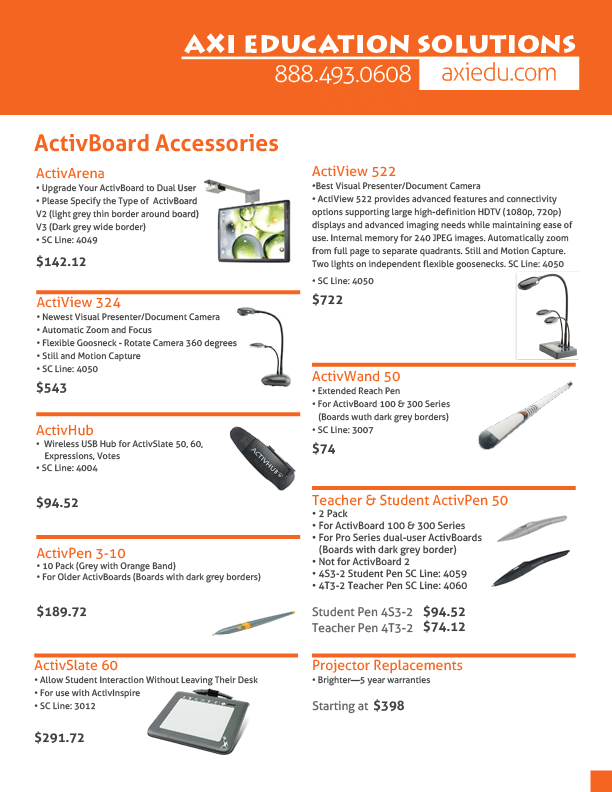 AXI EDUCATION SOLUTIONS
888.493.0608 axiedu.com
ActivBoard Accessories
ActivArena
• Upgrade Your ActivBoard to Dual User
• Please Specify the Type of ActivBoard
V2 (light grey thin border around board)
V3 (Dark grey wide border)
• SC Line: 4049
$142.12
ActiView 324
• Newest Visual Presenter/Document Camera
• Automatic Zoom and Focus
• Flexible Goosneck - Rotate Camera 360 degrees
• Still and Motion Capture
• SC Line: 4050
$543
ActivHub
• Wireless USB Hub for ActivSlate 50, 60,
Expressions, Votes
• SC Line: 4004
ACTIVHUB
$94.52
ActivPen 3-10
• 10 Pack (Grey with Orange Band)
• For Older ActivBoards (Boards with dark grey borders)
$189.72
ActivSlate 60
• Allow Student Interaction Without Leaving Their Desk
• For use with ActivInspire
• SC Line: 3012
$291.72
ActiView 522
•Best Visual Presenter/Document Camera
• ActiView 522 provides advanced features and connectivity
options supporting large high-definition HDTV (1080p, 720p)
displays and advanced imaging needs while maintaining ease of
use. Internal memory for 240 JPEG images. Automatically zoom
from full page to separate quadrants. Still and Motion Capture.
Two lights on independent flexible goosenecks. SC Line: 4050
• SC Line: 4050
$722
ActivWand 50
• Extended Reach Pen
• For ActivBoard 100 & 300 Series
(Boards wuth dark grey borders)
• SC Line: 3007
$74
Teacher & Student ActivPen 50
• 2 Pack
• For ActivBoard 100 & 300 Series
• For Pro Series dual-user ActivBoards
(Boards with dark grey border)
• Not for ActivBoard 2
• 4S3-2 Student Pen SC Line: 4059
• 4T3-2 Teacher Pen SC Line: 4060
Student Pen 4S3-2 $94.52
Teacher Pen 4T3-2 $74.12
Projector Replacements
• Brighter—5 year warranties
Starting at $398